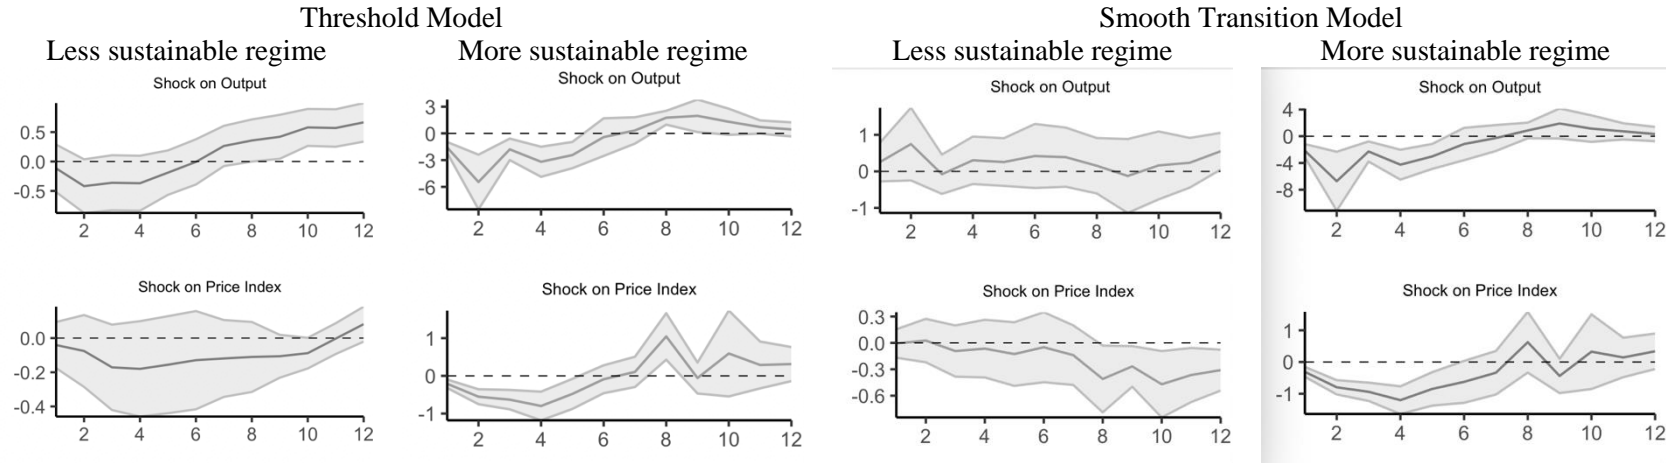 Threshold Model
Smooth Transition Model
Less sustainable regime
More sustainable regime
Less sustainable regime
More sustainable regime
Shock on Output
0.5
0.0
-0.5
2 4 6 8 10 12
Shock on Output
3
0
-3
-6
2 4 6 8 10 12
Shock on Output
1
0
-1
2 4 6 8 10 12
Shock on Output
4
0
-4
-8
2 4 6 8 10 12
Shock on Price Index
0.0
-0.2
-0.4
2 4 6 8 10 12
Shock on Price Index
1
0
-1
2 4 6 8 10 12
Shock on Price Index
0.3
0.0
-0.3
-0.6
2 4 6 8 10 12
Shock on Price Index
1
0
-1
2 4 6 8 10 12